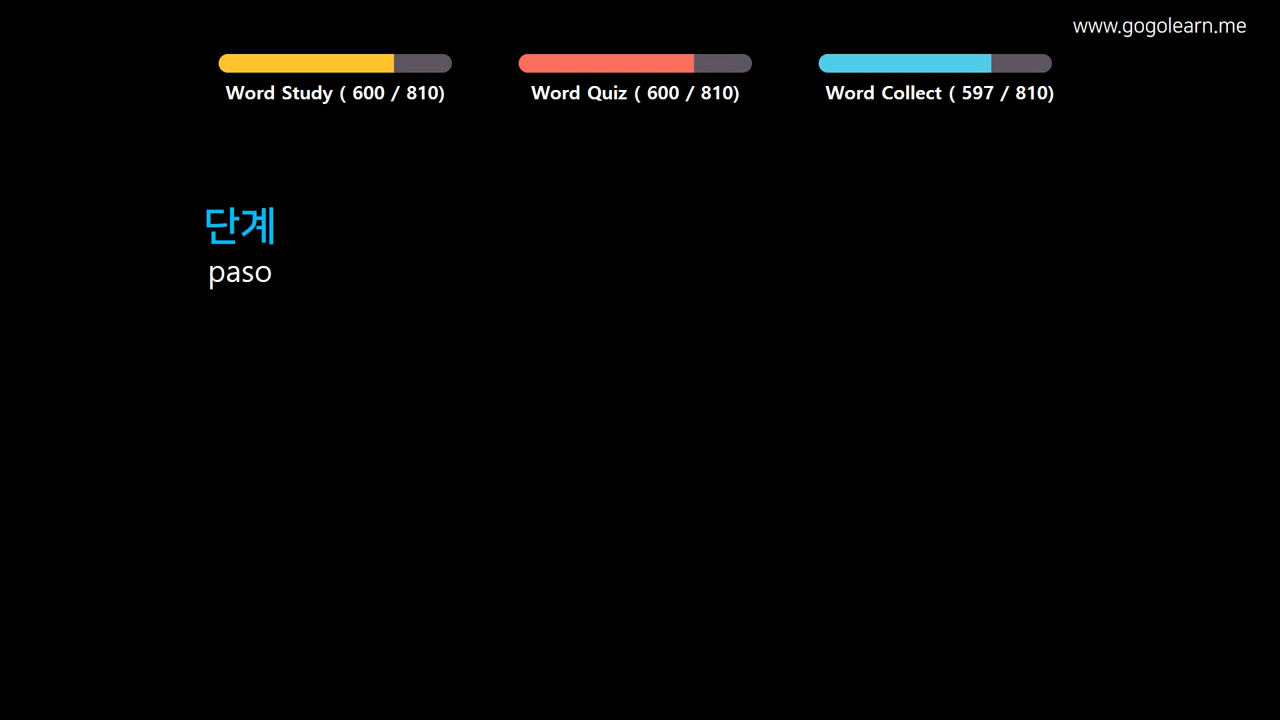 www.gogolearn.me
Word Study ( 600 / 810)
Word Quiz ( 600 / 810)
Word Collect ( 597 / 810)
단계
paso